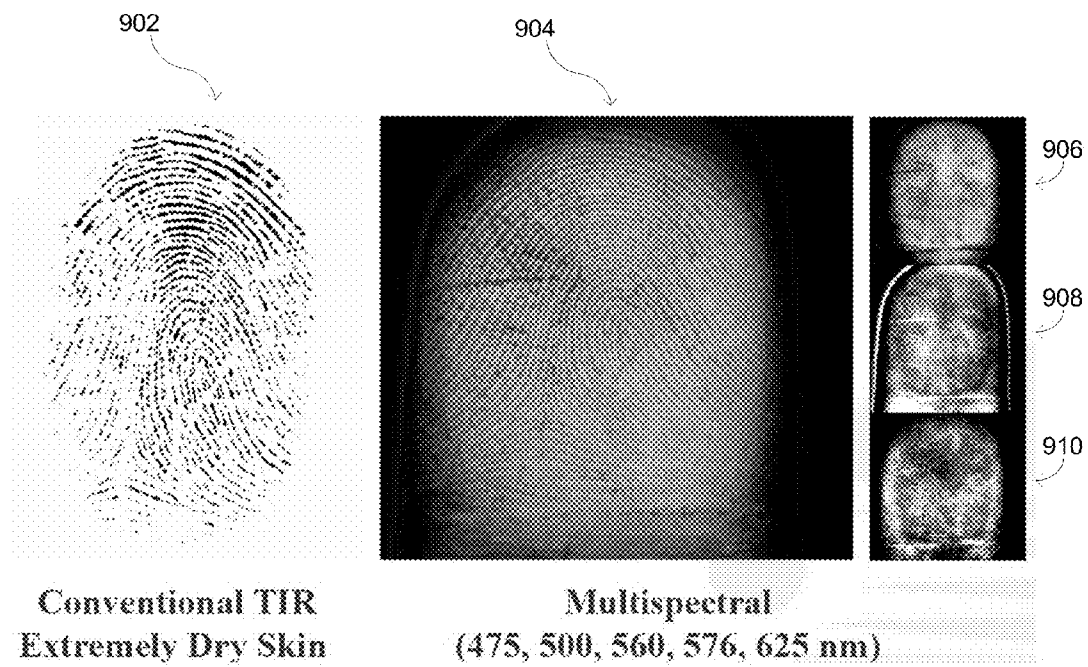 902
904
906
908
910
Conventional TIR
Extremely Dry Skin
Multispectral
(475, 500, 560, 576, 625 nm)